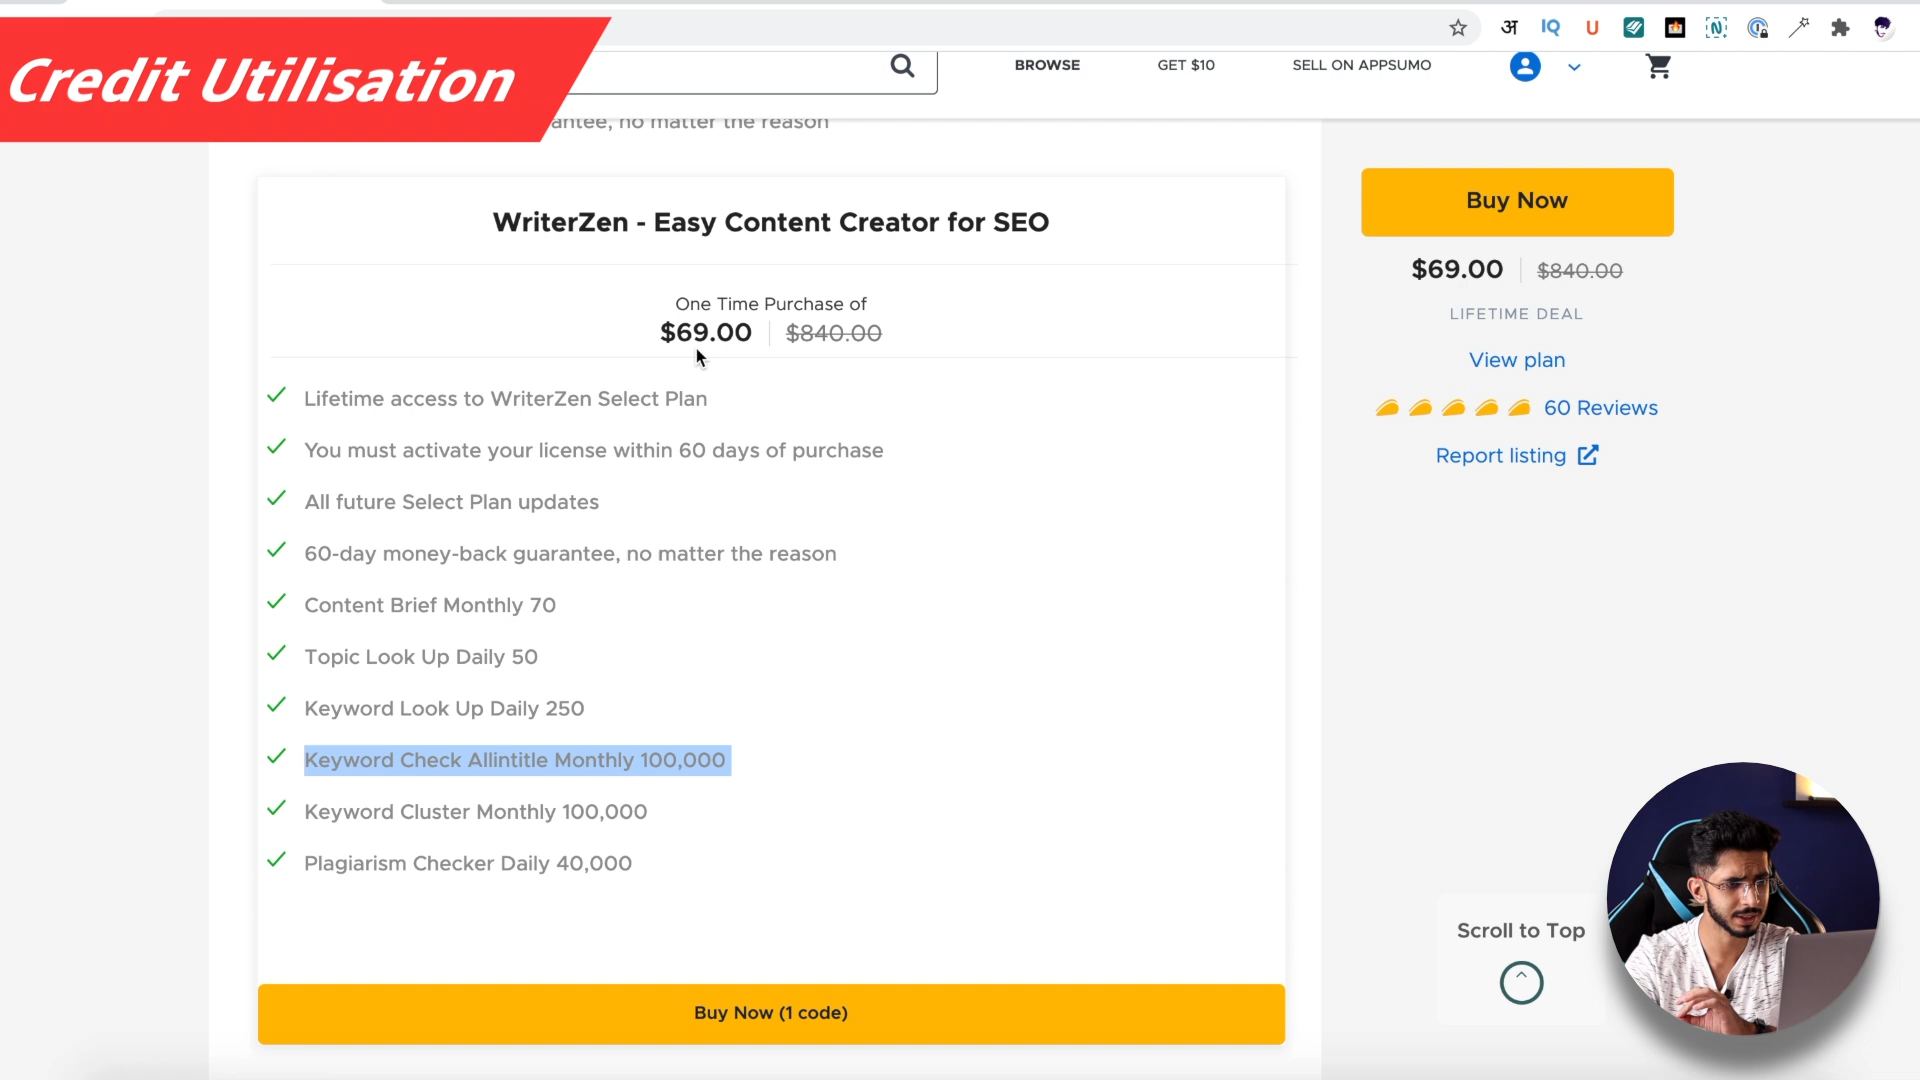 Credit Utilisation
अ IQ U N
BROWSE GET $10 SELL ON APPSUMO
antee, no matter the reason
WriterZen - Easy Content Creator for SEO
One Time Purchase of
$69.00 $840.00
Lifetime access to WriterZen Select Plan
You must activate your license within 60 days of purchase
All future Select Plan updates
60-day money-back guarantee, no matter the reason
Content Brief Monthly 70
Topic Look Up Daily 50
Keyword Look Up Daily 250
Keyword Check Allintitle Monthly 100,000
Keyword Cluster Monthly 100,000
Plagiarism Checker Daily 40,000
Buy Now (1 code)
Buy Now
$69.00 $840.00
LIFETIME DEAL
View plan
60 Reviews
Report listing
Scroll to Top